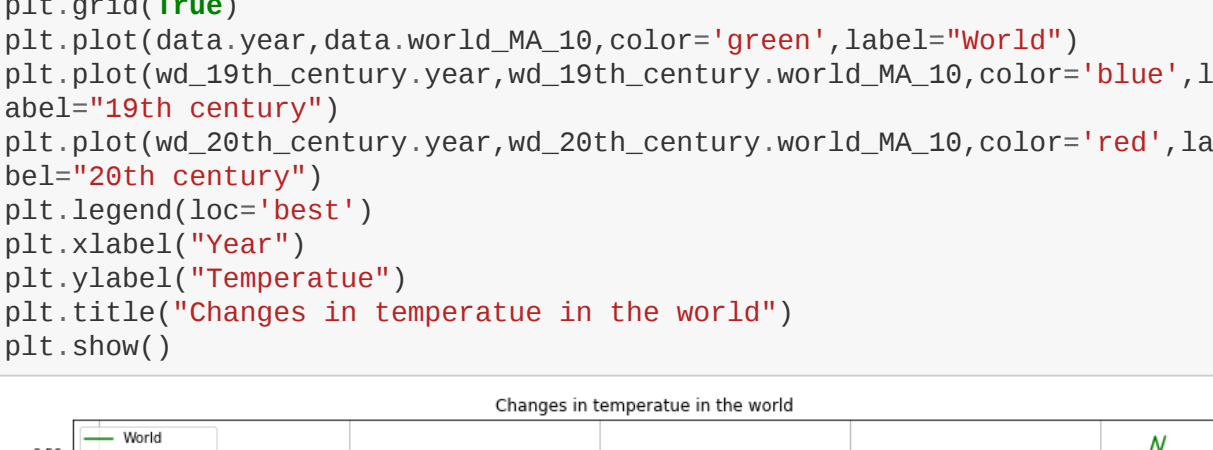 plt.grid(True)
plt.plot(data.year,data.world_MA_10,color='green',label="World")
plt.plot(wd_19th_century.year,wd_19th_century.world_MA_10,color='blue',l
abel="19th century")
plt.plot(wd_20th_century.year,wd_20th_century.world_MA_10,color='red',la
bel="20th century")
plt.legend(loc='best')
plt.xlabel("Year")
plt.ylabel("Temperatue")
plt.title("Changes in temperatue in the world")
plt.show()
Changes in temperatue in the world
World